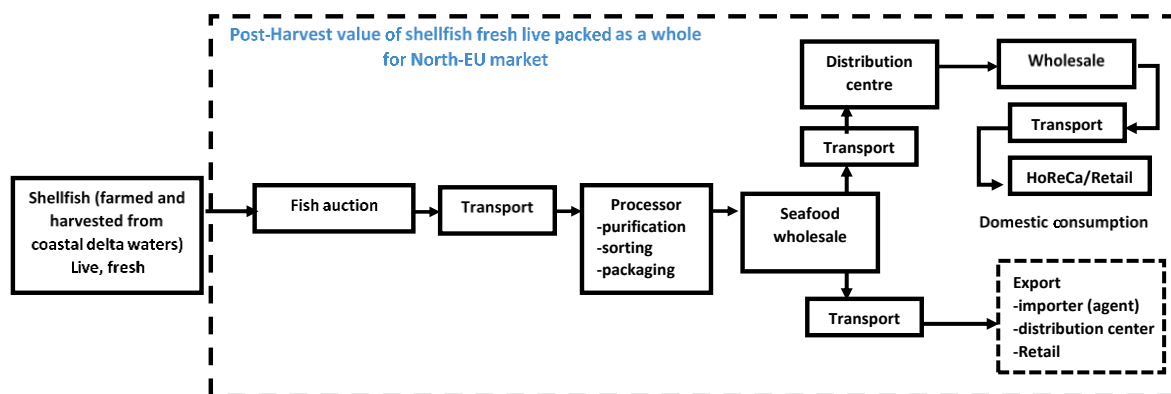 Post-Harvest value of shellfish fresh live packed as a whole
for North-EU market
Shellfish (farmed and
harvested from
coastal delta waters)
Live, fresh
Fish auction
Transport
Processor
-purification
-sorting
-packaging
Seafood
wholesale
Transport
Distribution
centre
Wholesale
Transport
HoReCa/Retail
Domestic consumption
Transport
Export
-importer (agent)
-distribution center
-Retail